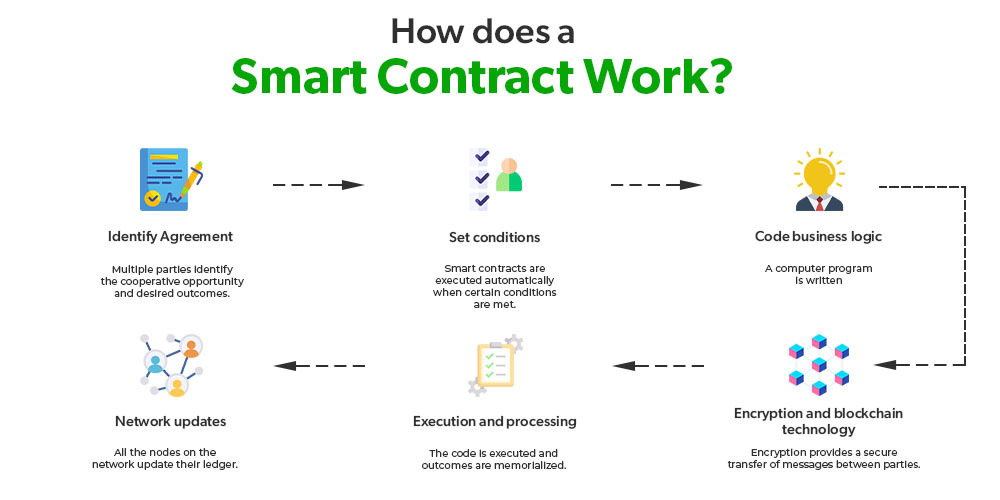 How does a
Smart Contract Work?
Identify Agreement
Multiple parties identify
the cooperative opportunity
and desired outcomes.
Set conditions
Smart contracts are
executed automatically
when certain conditions
are met.
Code business logic
A computer program
is written
Encryption and blockchain
technology
Encryption provides a secure
transfer of messages between parties.
Execution and processing
The code is executed and
outcomes are memorialized.
Network updates
All the nodes on the
network update their ledger.